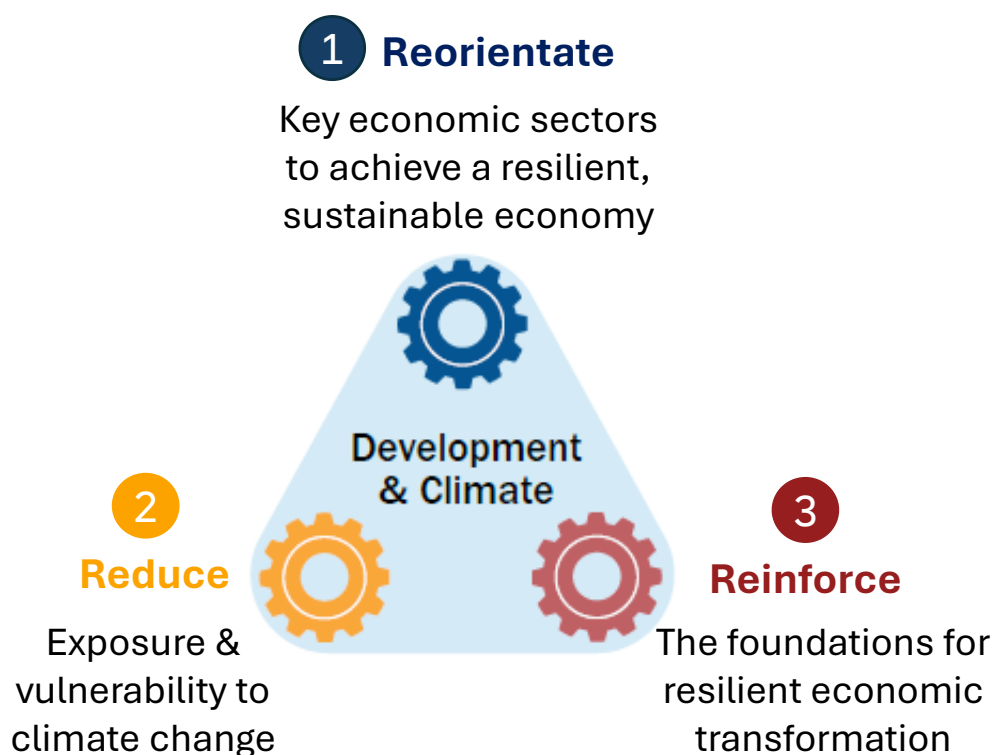 1 Reorientate
Key economic sectors
to achieve a resilient,
sustainable economy
Development
& Climate
2
Reduce
Exposure &
vulnerability to
climate change
3
Reinforce
The foundations for
resilient economic
transformation